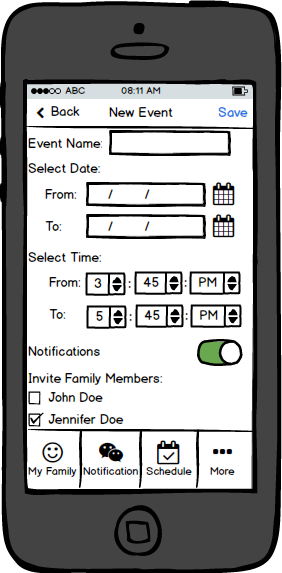 ABC 08:11 AM
Back New Event Save
Event Name:
Select Date:
From: / /
To: / /
Select Time:
From: 3 : 45 : PM
To: 5 : 45 : PM
Notifications
Invite Family Members:
John Doe
Jennifer Doe
My Family Notification Schedule More